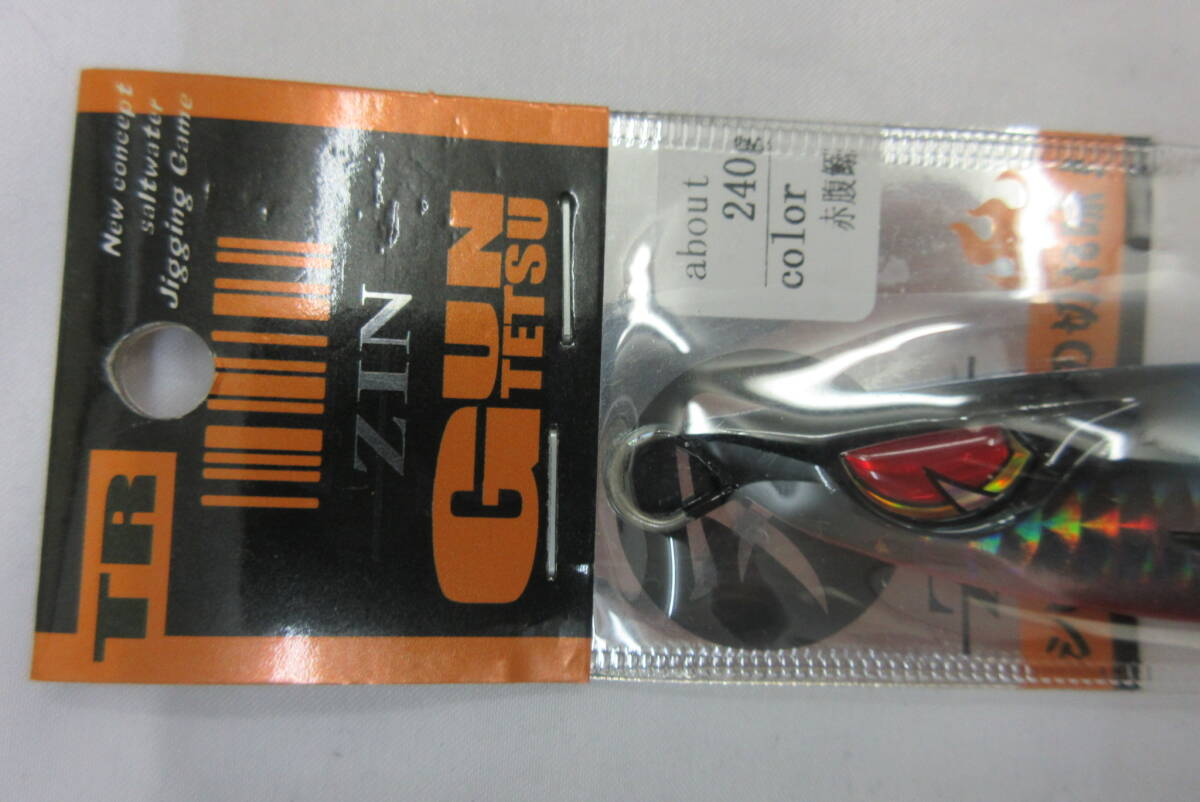 New concept
saltwater
Jigging Game
TR
ZIN
GUN
TETSU
about
240g
color
赤腹鰯